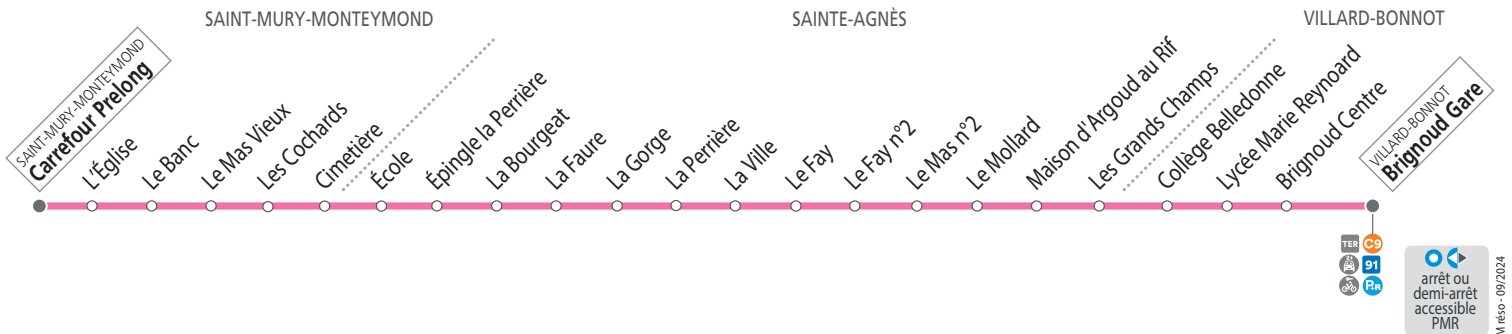 SAINT-MURY-MONTEYMOND
SAINTE-AGNÈS
VILLARD-BONNOT
SAINT-MURY-MONTEYMOND
Carrefour Prelong
L'Église
Le Banc
Le Mas Vieux
Les Cochards
Cimetière
École
Épingle la Perrière
La Bourgeat
La Faure
La Gorge
La Perrière
La Ville
Le Fay
Le Fay n°2
Le Mas n°2
Le Mollard
Maison d'Argoud au Rif
Les Grands Champs
Collège Belledonne
Lycée Marie Reynoard
Brignoud Centre
VILLARD-BONNOT
Brignoud Gare
TER C9
91
P+R
arrêt ou
demi-arrêt
accessible
PMR
M réso - 09/2024